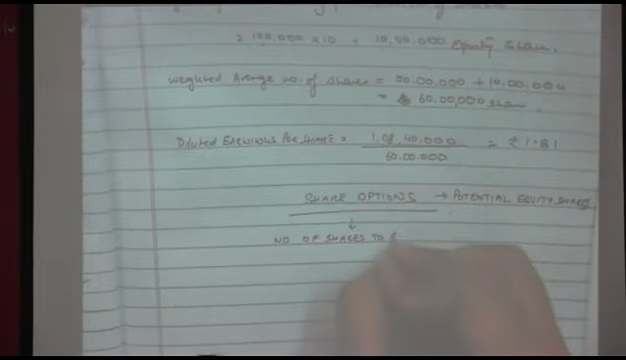 = 100,000 x 10 = 10,00,000 Equity Shares.
Weighted Average no. of shares = 50,00,000 + 10,00,000
= 60,00,000 shares
DILUTED EARNINGS PER SHARE = 1,08,40,000 / 60,00,000 = ₹ 1.81
SHARE OPTIONS → POTENTIAL EQUITY SHARES
↓
NO OF SHARES TO